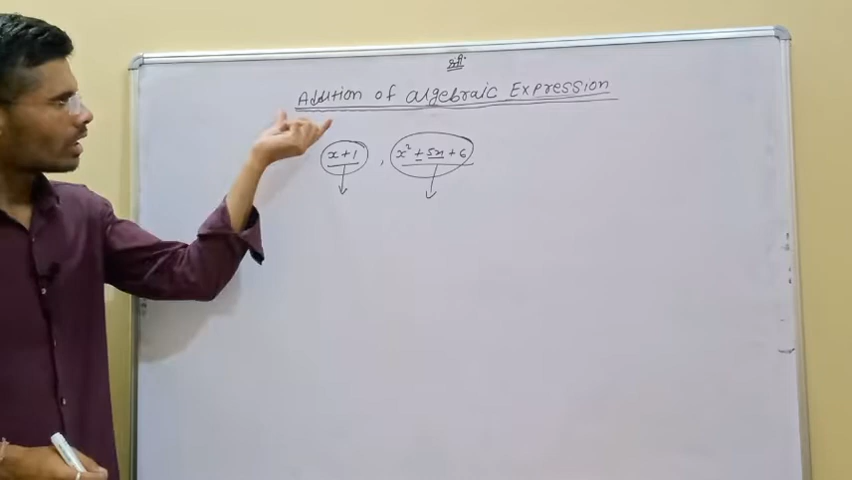 श्री
Addition of algebraic Expression
x+1 , x² + 5x + 6